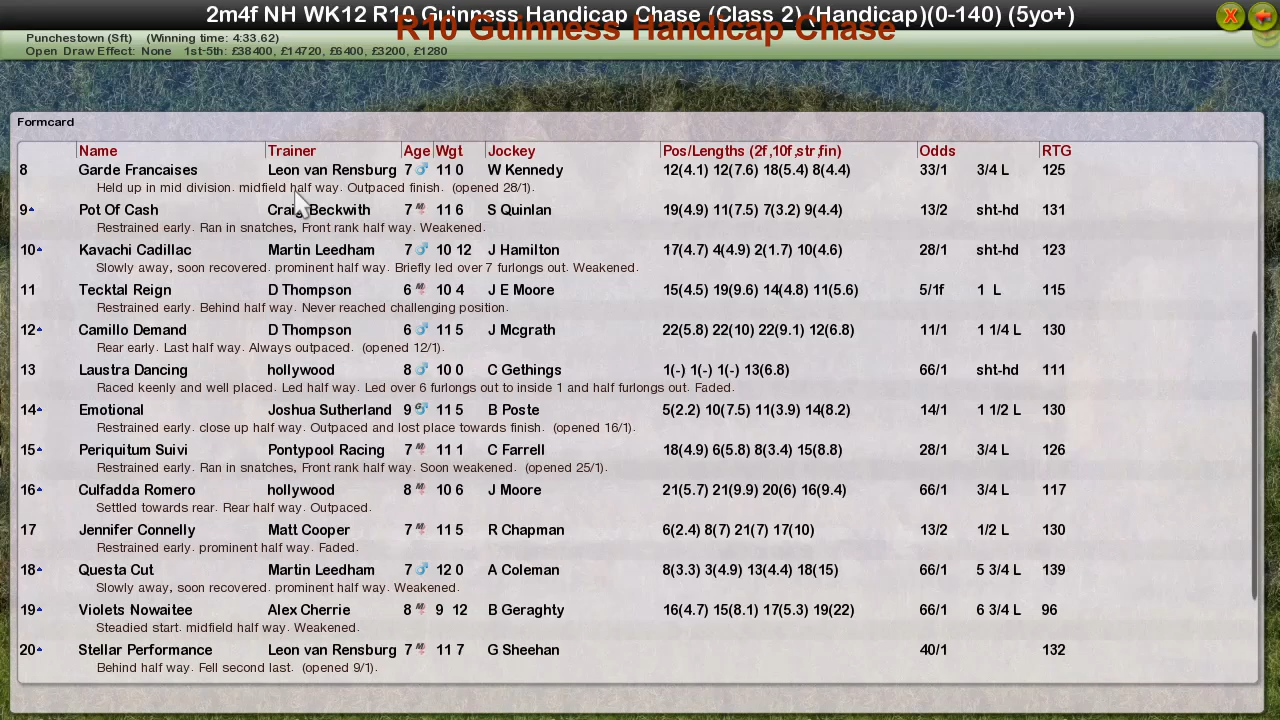 2m4f NH WK12 R10 Guinness Handicap Chase (Class 2) (Handicap)(0-140) (5yo+)
R10 Guinness Handicap Chase
Punchestown (Sft) (Winning time: 4:33.62)
Open Draw Effect: None 1st-5th: £38400, £14720, £6400, £3200, £1280
Formcard
Name Trainer Age Wgt Jockey Pos/Lengths (2f,10f,str,fin) Odds RTG
8 Garde Francaises Leon van Rensburg 7 11 0 W Kennedy 12(4.1) 12(7.6) 18(5.4) 8(4.4) 33/1 3/4 L 125
Held up in mid division. midfield half way. Outpaced finish. (opened 28/1).
9 Pot Of Cash Beckwith 7 11 6 S Quinlan 19(4.9) 11(7.5) 7(3.2) 9(4.4) 13/2 sht-hd 131
Restrained early. Ran in snatches, Front rank half way. Weakened.
10 Kavachi Cadillac Martin Leedham 7 10 12 J Hamilton 17(4.7) 4(4.9) 2(1.7) 10(4.6) 28/1 sht-hd 123
Slowly away, soon recovered. prominent half way. Briefly led over 7 furlongs out. Weakened.
11 Tecktal Reign D Thompson 6 10 4 J E Moore 15(4.5) 19(9.6) 14(4.8) 11(5.6) 5/1f 1 L 115
Restrained early. Behind half way. Never reached challenging position.
12 Camillo Demand D Thompson 6 11 5 J Mcgrath 22(5.8) 22(10) 22(9.1) 12(6.8) 11/1 1 1/4 L 130
Rear early. Last half way. Always outpaced. (opened 12/1).
13 Laustra Dancing hollywood 8 10 0 C Gethings 1(-) 1(-) 1(-) 13(6.8) 66/1 sht-hd 111
Raced keenly and well placed. Led half way. Led over 6 furlongs out to inside 1 and half furlongs out. Faded.
14 Emotional Joshua Sutherland 9 11 5 B Poste 5(2.2) 10(7.5) 11(3.9) 14(8.2) 14/1 1 1/2 L 130
Restrained early. close up half way. Outpaced and lost place towards finish. (opened 16/1).
15 Periquitum Suivi Pontypool Racing 7 11 1 C Farrell 18(4.9) 6(5.8) 8(3.4) 15(8.8) 28/1 3/4 L 126
Restrained early. Ran in snatches, Front rank half way. Soon weakened. (opened 25/1).
16 Culfadda Romero hollywood 8 10 6 J Moore 21(5.7) 21(9.9) 20(6) 16(9.4) 66/1 3/4 L 117
Settled towards rear. Rear half way. Outpaced.
17 Jennifer Connelly Matt Cooper 7 11 5 R Chapman 6(2.4) 8(7) 21(7) 17(10) 13/2 1/2 L 130
Restrained early. prominent half way. Faded.
18 Questa Cut Martin Leedham 7 12 0 A Coleman 8(3.3) 3(4.9) 13(4.4) 18(15) 66/1 5 3/4 L 139
Slowly away, soon recovered. prominent half way. Weakened.
19 Violets Nowaitee Alex Cherrie 8 9 12 B Geraghty 16(4.7) 15(8.1) 17(5.3) 19(22) 66/1 6 3/4 L 96
Steadied start. midfield half way. Weakened.
20 Stellar Performance Leon van Rensburg 7 11 7 G Sheehan 40/1 132
Behind half way. Fell second last. (opened 9/1).